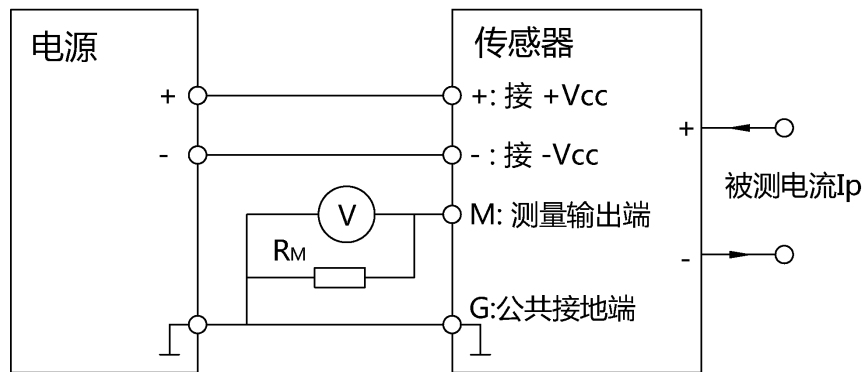 电源
传感器
+
+: 接 +Vcc
+
-
- : 接 -Vcc
被测电流Ip
V
M: 测量输出端
RM
-
G:公共接地端